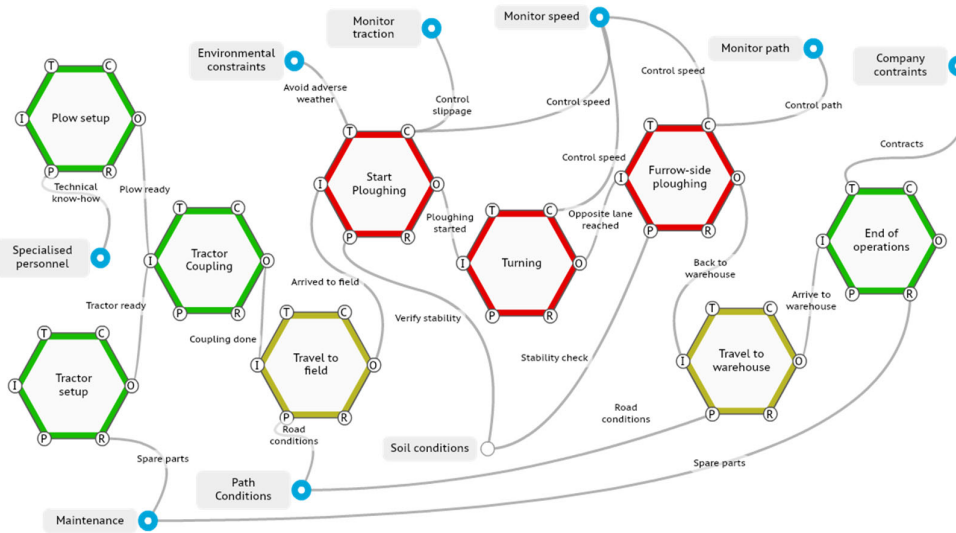 Monitor
traction
Monitor speed
Environmental
constraints
Monitor path
Company
contraints
Avoid adverse
weather
Control
slippage
Control speed
Control speed
Control path
Contracts
T
C
I
Plow setup
O
P
R
Technical
know-how
Plow ready
Specialised
personnel
T
C
I
Start
Ploughing
O
P
R
Ploughing
started
Control speed
Opposite lane
reached
T
C
I
Furrow-side
ploughing
O
P
R
T
C
I
End of
operations
O
P
R
T
C
I
Tractor
Coupling
O
P
R
T
C
I
Turning
O
P
R
Back to
warehouse
Arrive to
warehouse
Arrived to field
Tractor ready
Coupling done
Verify stability
Stability check
T
C
I
Tractor
setup
O
P
R
T
C
I
Travel to
field
O
P
R
T
C
I
Travel to
warehouse
O
P
R
Road
conditions
Road
conditions
Soil conditions
Spare parts
Spare parts
Path
Conditions
Maintenance